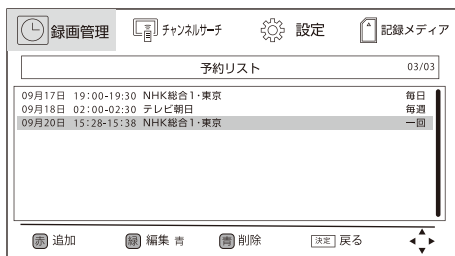 録画管理 チャンネルサーチ 設定 記録メディア
予約リスト 03/03
09月17日 19:00-19:30 NHK総合1・東京 毎日
09月18日 02:00-02:30 テレビ朝日 毎週
09月20日 15:28-15:38 NHK総合1・東京 一回
赤 追加 緑 編集 青 青 削除 決定 戻る